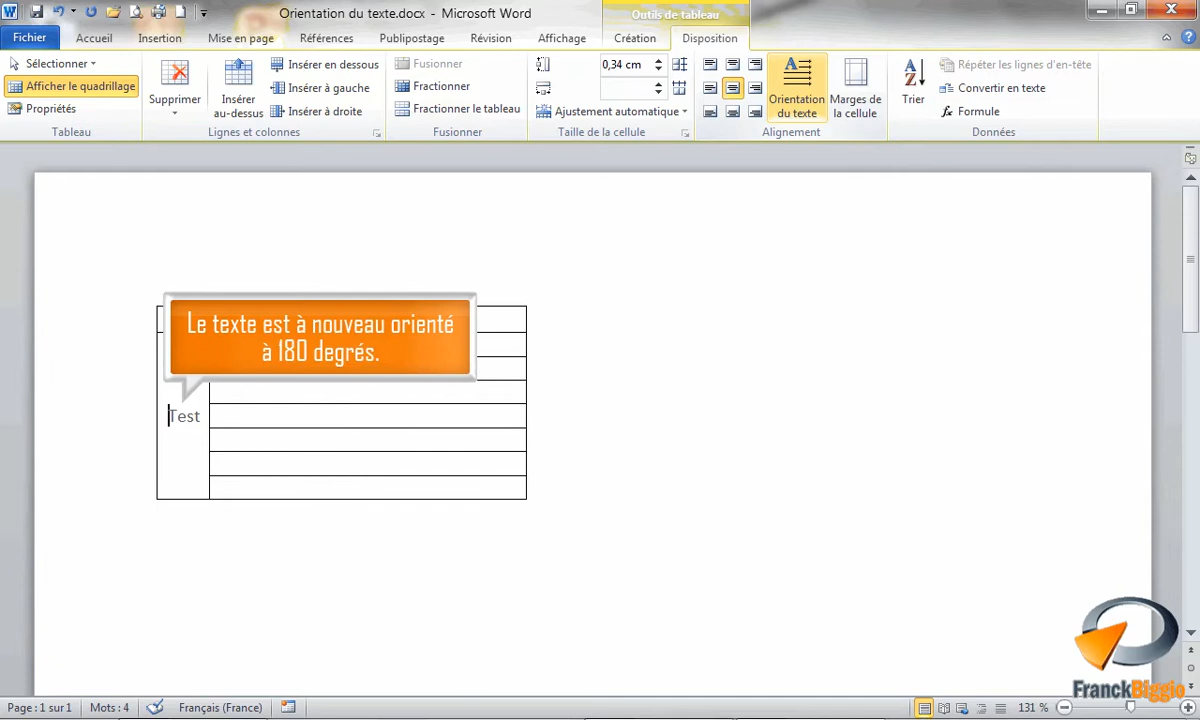 Orientation du texte.docx - Microsoft Word
Outils de tableau
Fichier Accueil Insertion Mise en page Références Publipostage Révision Affichage Création Disposition
Sélectionner
Afficher le quadrillage
Propriétés
Tableau
Supprimer
Insérer
au-dessus
Insérer en dessous
Insérer à gauche
Insérer à droite
Lignes et colonnes
Fusionner
Fractionner
Fractionner le tableau
Fusionner
0,34 cm
Ajustement automatique
Taille de la cellule
Orientation
du texte
Marges de
la cellule
Alignement
Trier
Répéter les lignes d'en-tête
Convertir en texte
Formule
Données
Le texte est à nouveau orienté
à 180 degrés.
Test
FranckBiggio
Page : 1 sur 1 Mots : 4 Français (France) 131 %